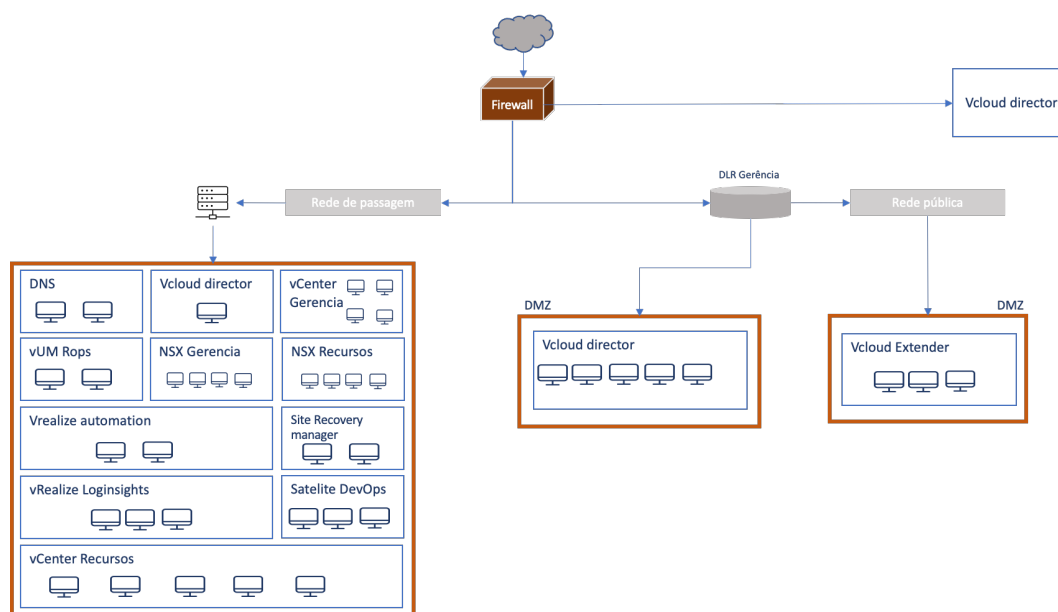 Firewall
Vcloud director
DLR Gerência
Rede de passagem
Rede pública
DNS
Vcloud director
vCenter
Gerencia
DMZ
DMZ
vUM Rops
NSX Gerencia
NSX Recursos
Vcloud director
Vcloud Extender
Vrealize automation
Site Recovery
manager
vRealize Loginsights
Satelite DevOps
vCenter Recursos